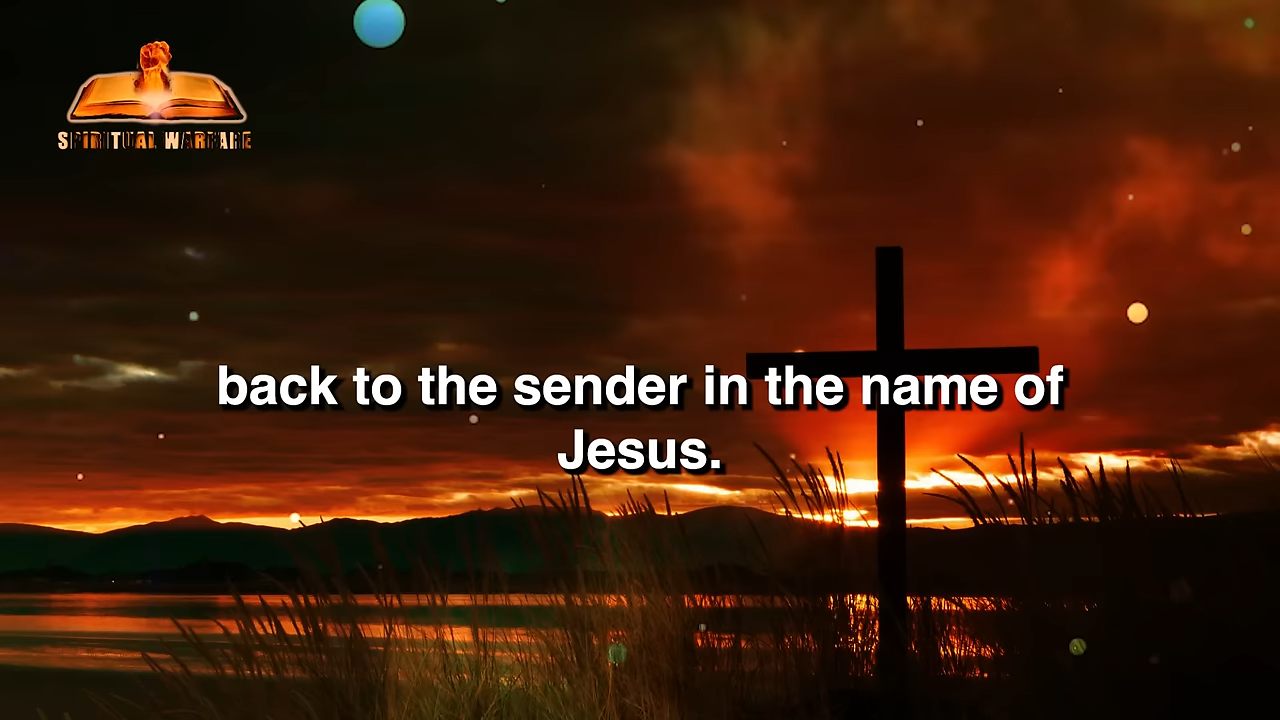 SPIRITUAL WARFARE
back to the sender in the name of
Jesus.